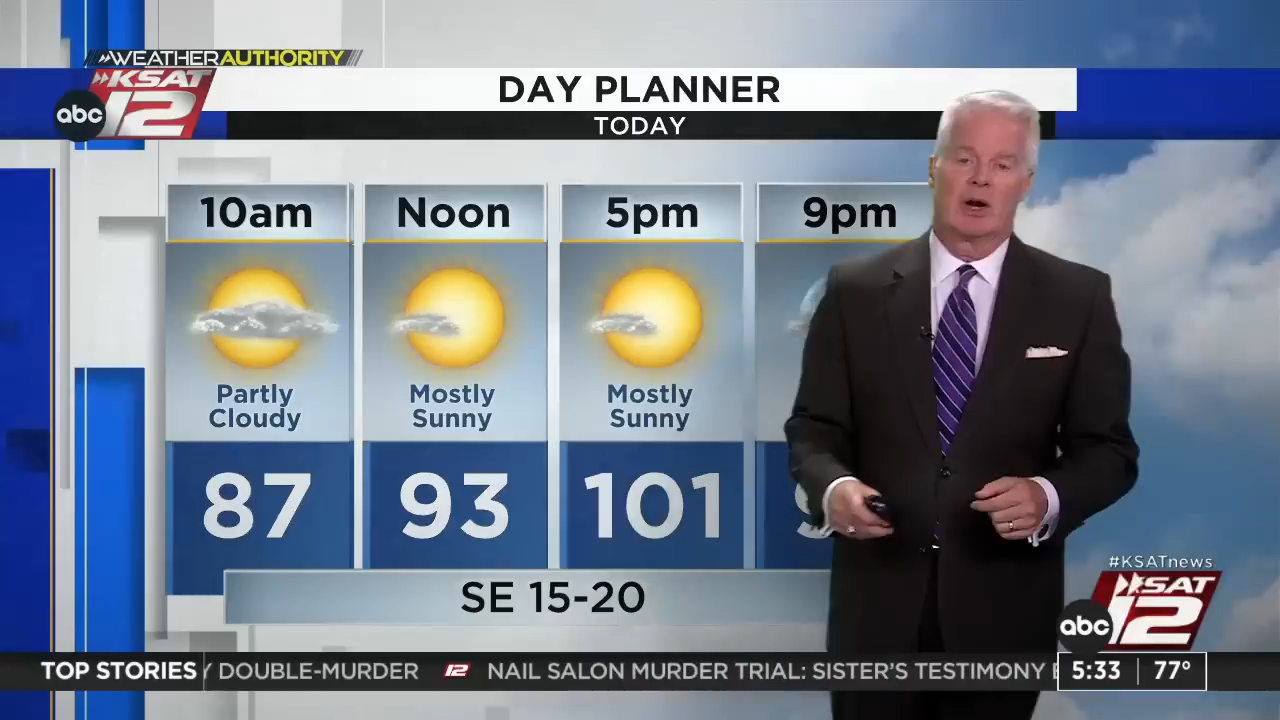 WEATHERAUTHORITY
KSAT
abc 12
DAY PLANNER
TODAY
10am
Noon
5pm
9pm
Partly
Cloudy
Mostly
Sunny
Mostly
Sunny
87
93
101
SE 15-20
#KSATnews
KSAT
abc 12
TOP STORIES
DOUBLE-MURDER
12
NAIL SALON MURDER TRIAL: SISTER'S TESTIMONY
5:33
77°